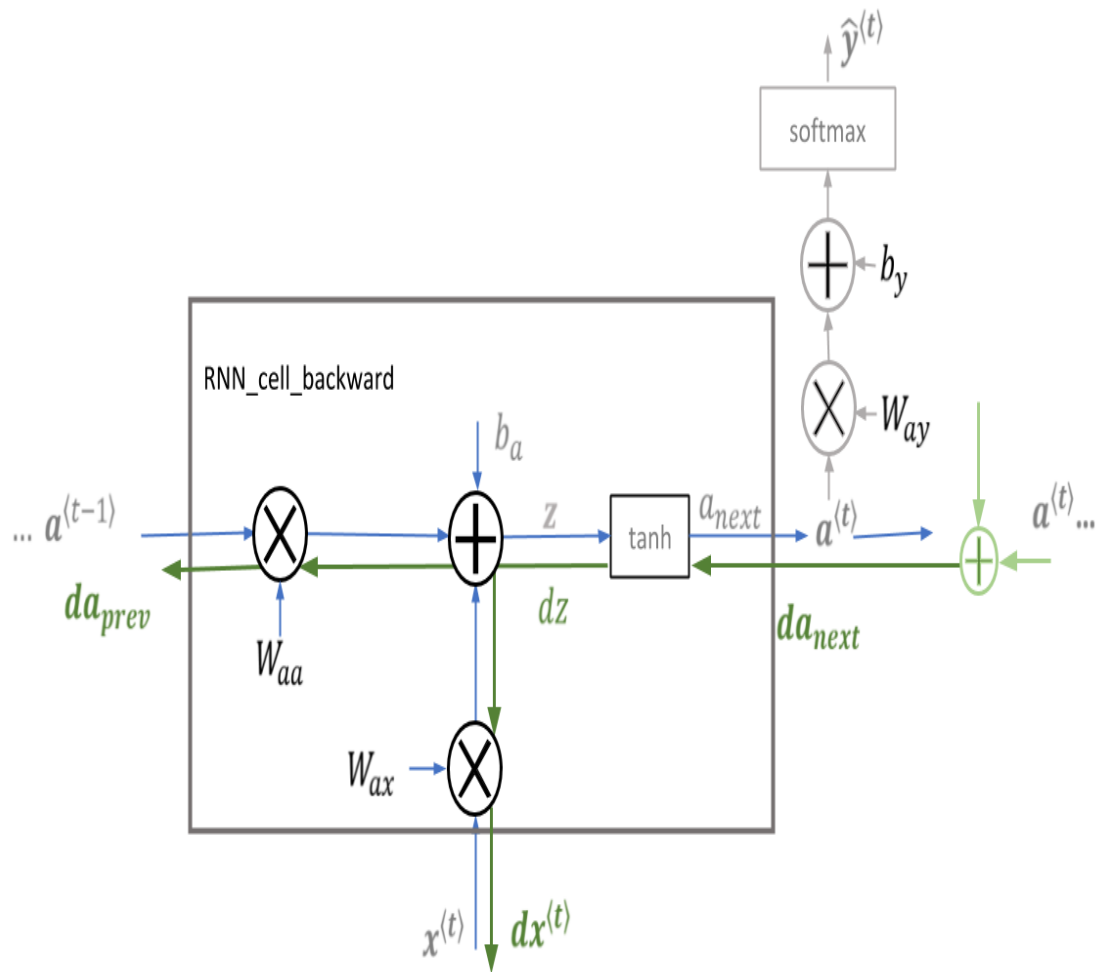 ŷ⟨t⟩
softmax
b_y
RNN_cell_backward
W_ay
b_a
... a⟨t−1⟩
z
tanh
a_next
a⟨t⟩
a⟨t⟩...
da_prev
dz
da_next
W_aa
W_ax
x⟨t⟩
dx⟨t⟩